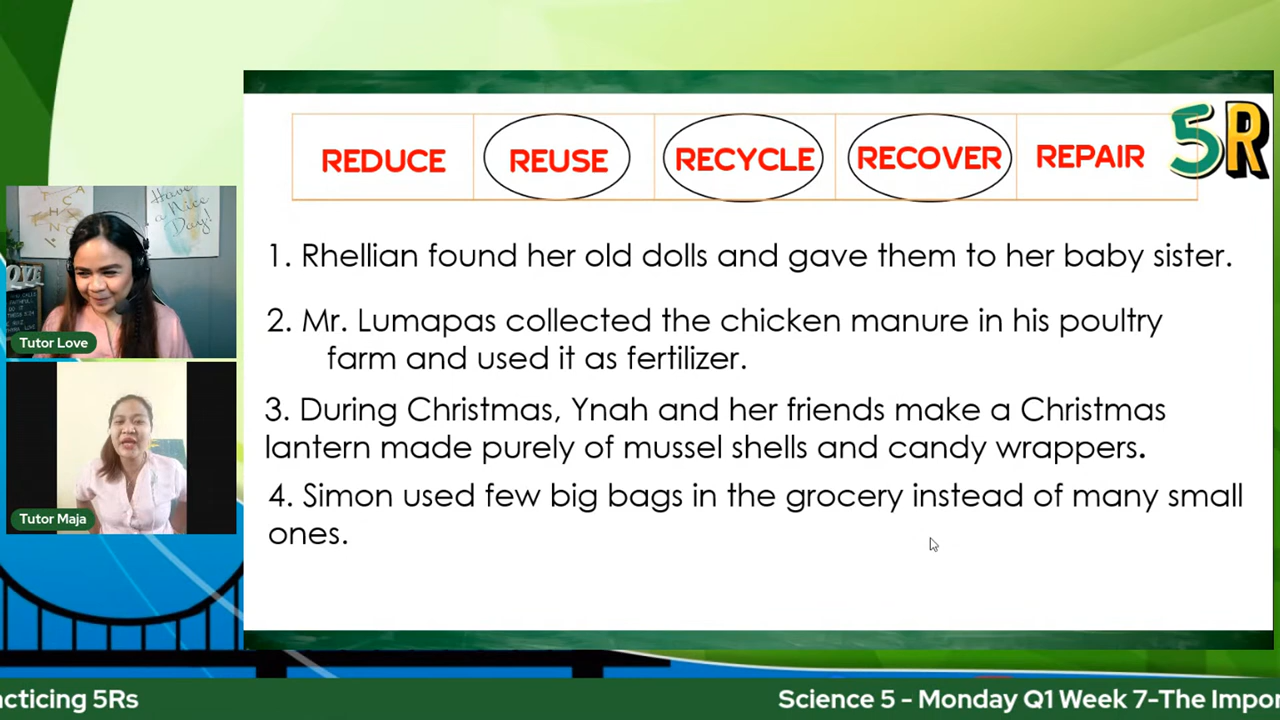 REDUCE REUSE RECYCLE RECOVER REPAIR 5R
1. Rhellian found her old dolls and gave them to her baby sister.
2. Mr. Lumapas collected the chicken manure in his poultry
farm and used it as fertilizer.
3. During Christmas, Ynah and her friends make a Christmas
lantern made purely of mussel shells and candy wrappers.
4. Simon used few big bags in the grocery instead of many small
ones.
Have
a Nice
Day!
Tutor Love
Tutor Maja
acticing 5Rs
Science 5 - Monday Q1 Week 7-The Impor